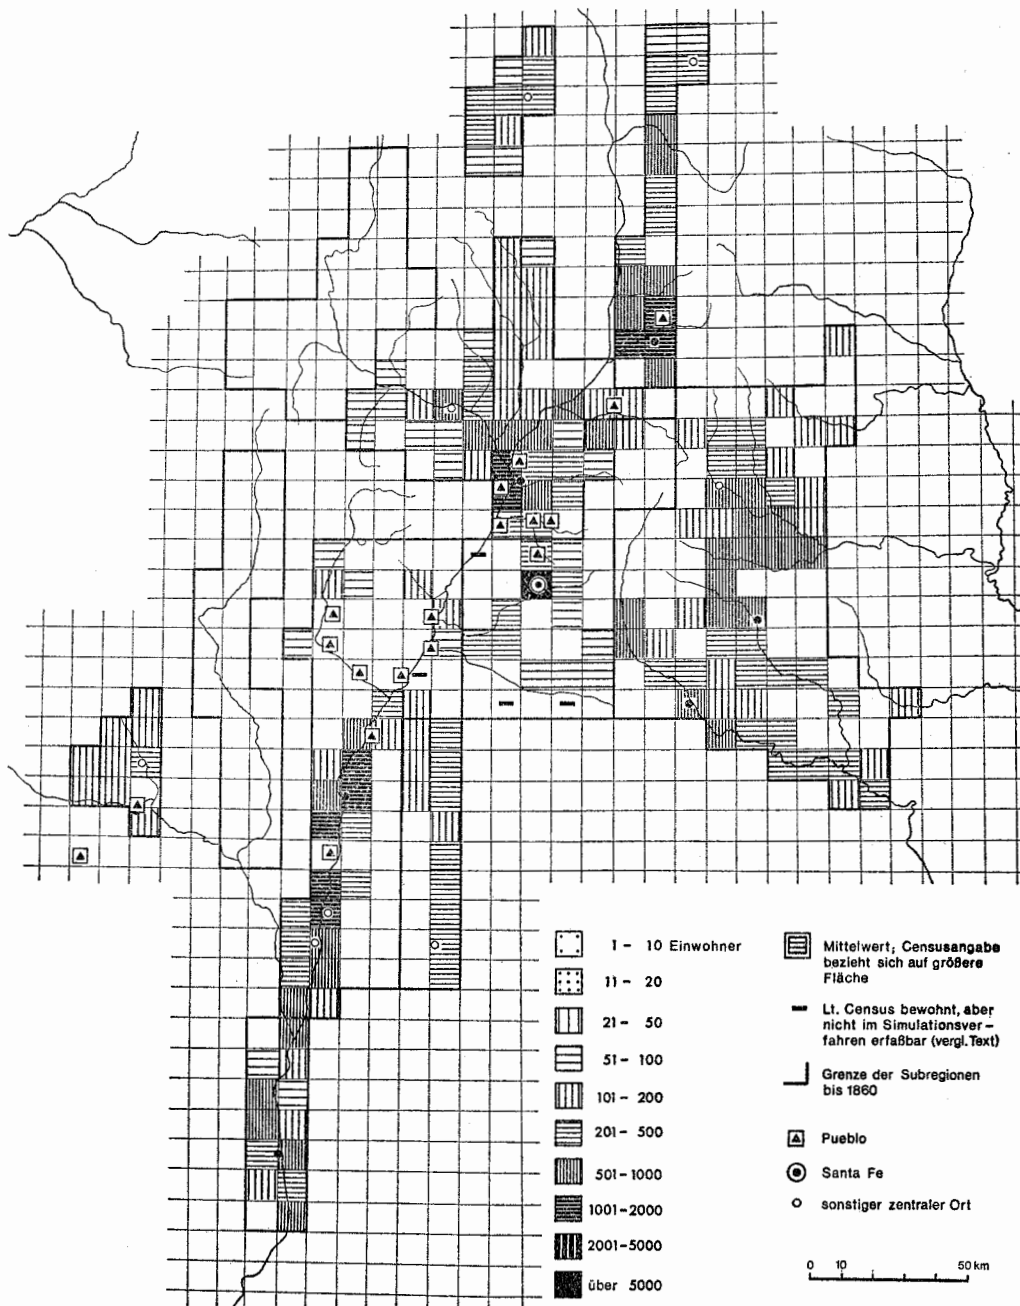 1 – 10 Einwohner
11 – 20
21 – 50
51 – 100
101 – 200
201 – 500
501 – 1000
1001 – 2000
2001 – 5000
über 5000
Mittelwert; Censusangabe
bezieht sich auf größere
Fläche
Lt. Census bewohnt, aber
nicht im Simulationsver–
fahren erfaßbar (vergl. Text)
Grenze der Subregionen
bis 1860
Pueblo
Santa Fe
sonstiger zentraler Ort
0 10 50 km